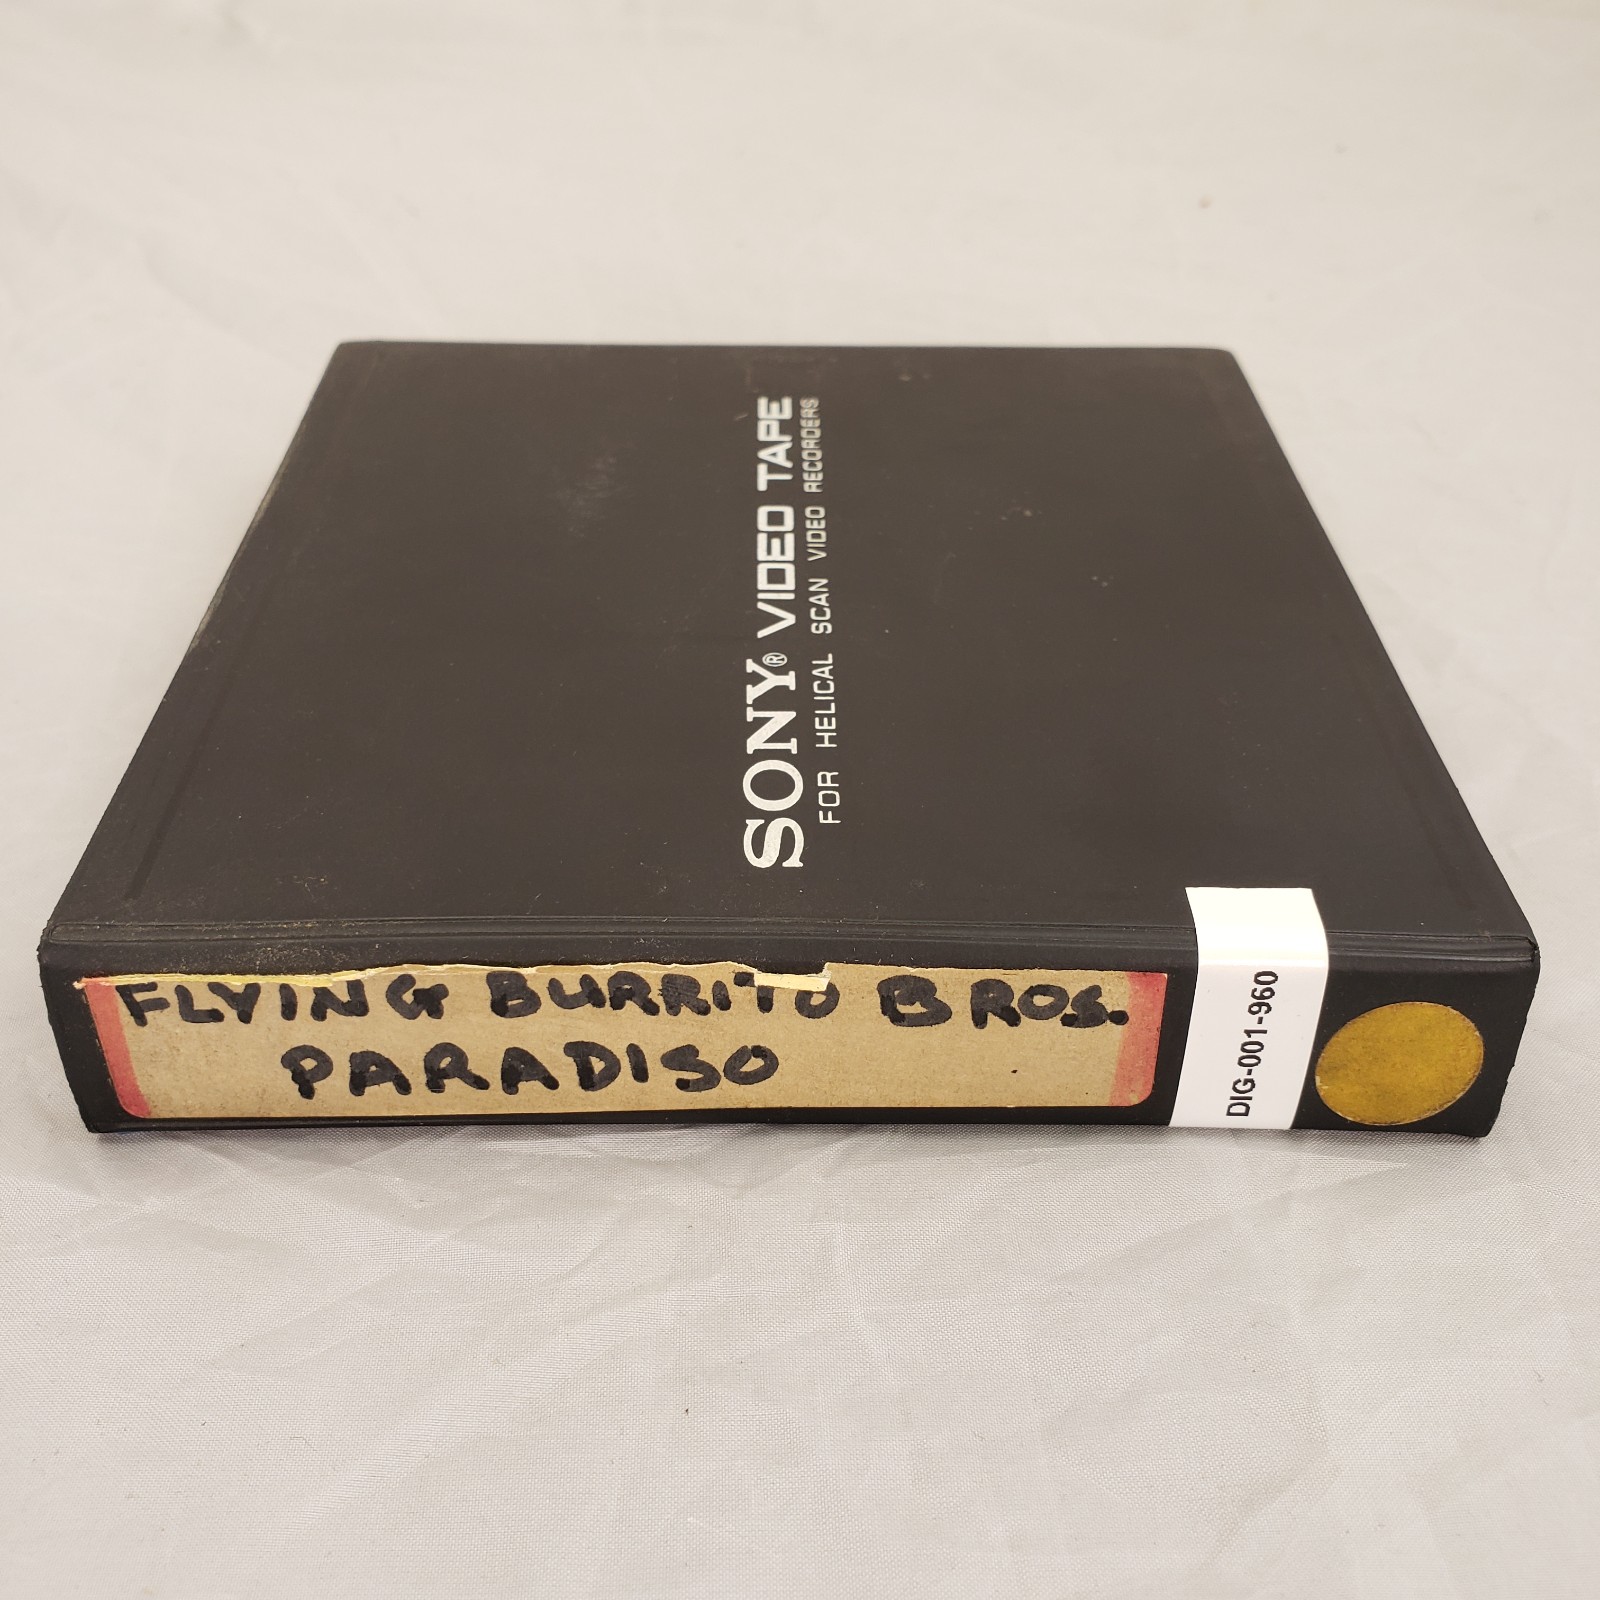 SONY® VIDEO TAPE
FOR HELICAL SCAN VIDEO RECORDERS
FLYING BURRITO BROS.
PARADISO
DIG-001-960